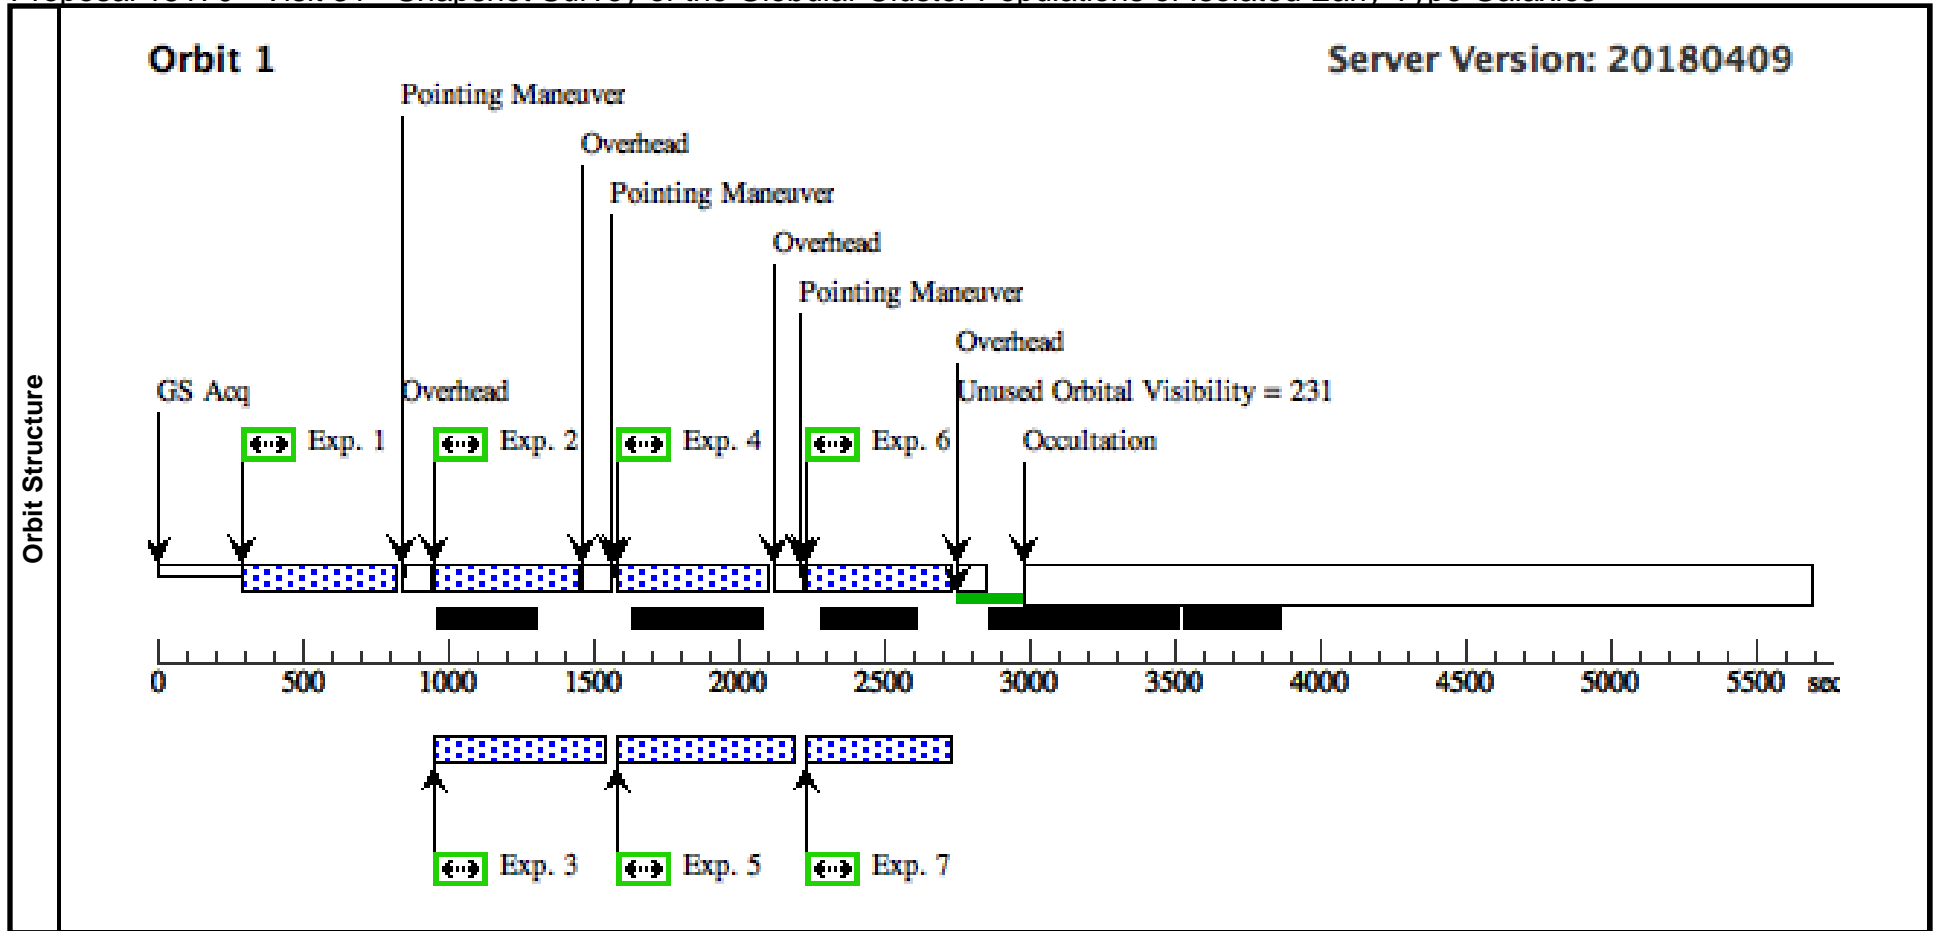 Orbit Structure
Orbit 1
Server Version: 20180409
Pointing Maneuver
Overhead
Pointing Maneuver
Overhead
Pointing Maneuver
Overhead
GS Acq
Overhead
Unused Orbital Visibility = 231
Exp. 1
Exp. 2
Exp. 4
Exp. 6
Occultation
0 500 1000 1500 2000 2500 3000 3500 4000 4500 5000 5500 sec
Exp. 3
Exp. 5
Exp. 7